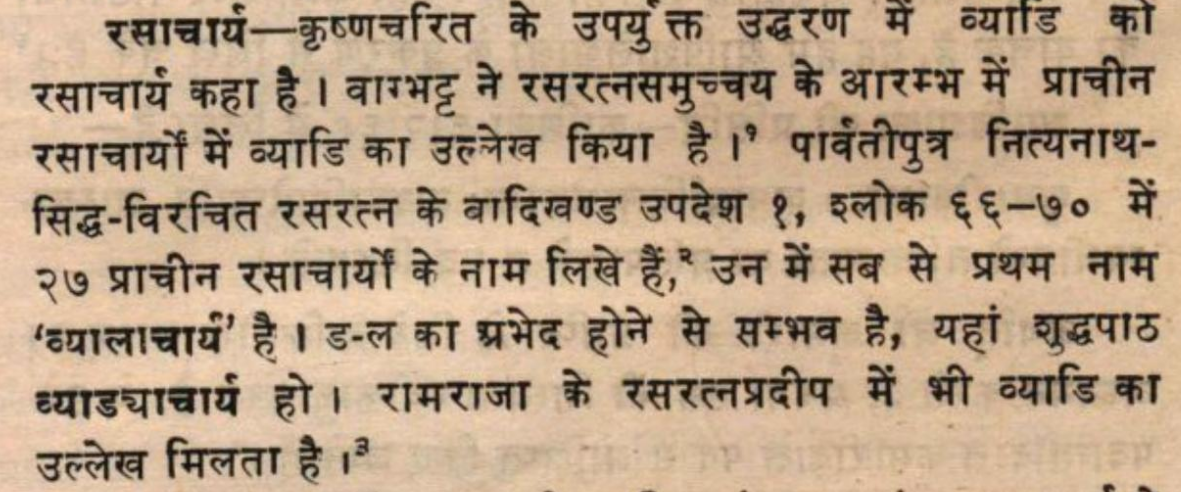 रसाचार्य—कृष्णचरित के उपर्युक्त उद्धरण में व्याडि को
रसाचार्य कहा है । वाग्भट्ट ने रसरत्नसमुच्चय के आरम्भ में प्राचीन
रसाचार्यों में व्याडि का उल्लेख किया है ।¹ पार्वतीपुत्र नित्यनाथ-
सिद्ध-विरचित रसरत्न के वादिखण्ड उपदेश १, श्लोक ६६–७० में
२७ प्राचीन रसाचार्यों के नाम लिखे हैं,² उन में सब से प्रथम नाम
‘व्यालाचार्य’ है । ड-ल का अभेद होने से सम्भव है, यहां शुद्धपाठ
व्याड्याचार्य हो । रामराजा के रसरत्नप्रदीप में भी व्याडि का
उल्लेख मिलता है ।³